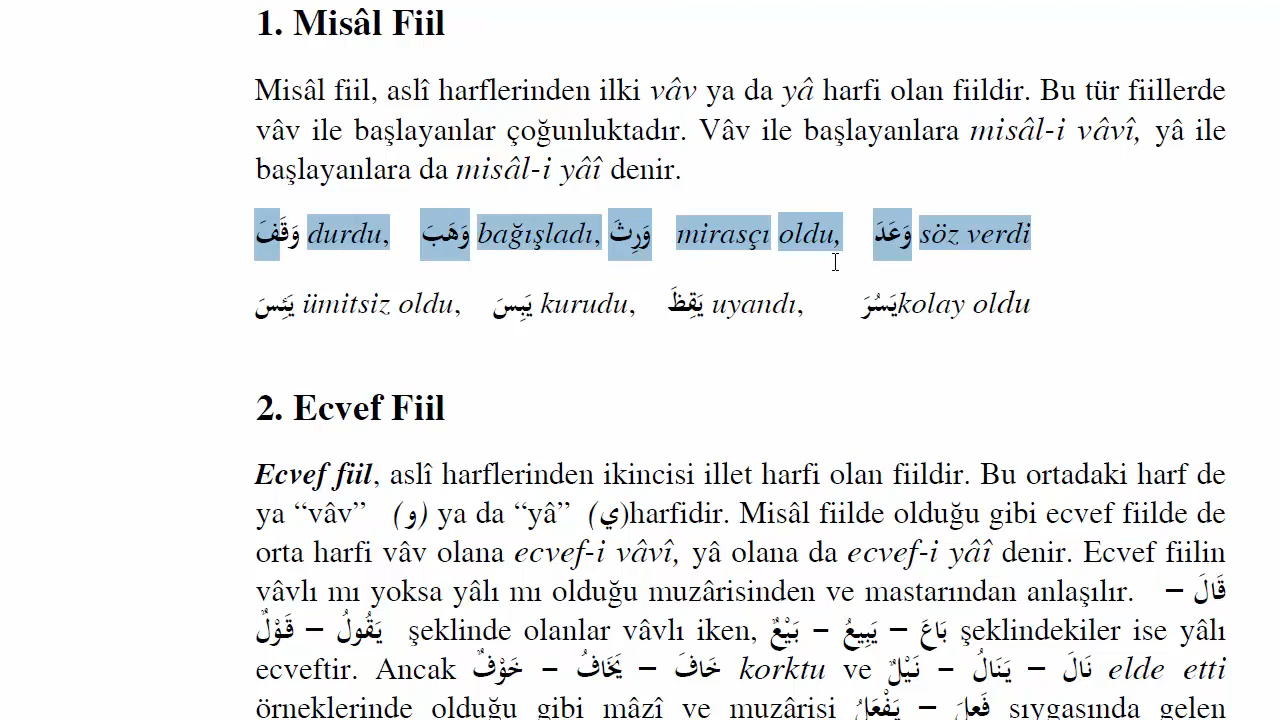 1. Misâl Fiil
Misâl fiil, aslî harflerinden ilki vâv ya da yâ harfi olan fiildir. Bu tür fiillerde
vâv ile başlayanlar çoğunluktadır. Vâv ile başlayanlara misâl-i vâvî, yâ ile
başlayanlara da misâl-i yâî denir.
وَقَفَ durdu, وَهَبَ bağışladı, وَرِثَ mirasçı oldu, وَعَدَ söz verdi
يَئِسَ ümitsiz oldu, يَبِسَ kurudu, يَقِظَ uyandı, يَسُرَ kolay oldu
2. Ecvef Fiil
Ecvef fiil, aslî harflerinden ikincisi illet harfi olan fiildir. Bu ortadaki harf de
ya “vâv” (و) ya da “yâ” (ي) harfidir. Misâl fiilde olduğu gibi ecvef fiilde de
orta harfi vâv olana ecvef-i vâvî, yâ olana da ecvef-i yâî denir. Ecvef fiilin
vâvlı mı yoksa yâlı mı olduğu muzârisinden ve mastarından anlaşılır. قَالَ –
يَقُولُ – قَوْلٌ şeklinde olanlar vâvlı iken, بَاعَ – يَبِيعُ – بَيْعٌ şeklindekiler ise yâlı
ecveftir. Ancak خَافَ – يَخَافُ – خَوْفٌ korktu ve نَالَ – يَنَالُ – نَيْلٌ elde etti
örneklerinde olduğu gibi mâzî ve muzârisi فَعِلَ – يَفْعَلُ sıygasında gelen